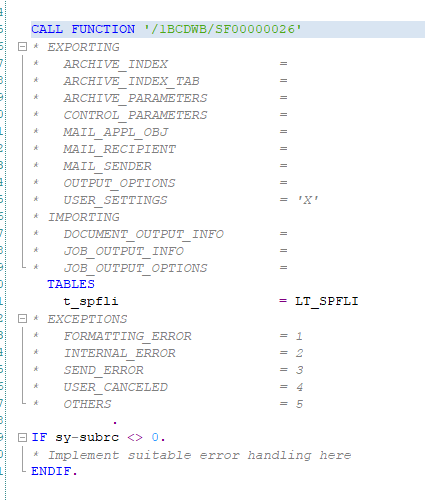 CALL FUNCTION '/1BCDWB/SF00000026'
* EXPORTING
*   ARCHIVE_INDEX              =
*   ARCHIVE_INDEX_TAB          =
*   ARCHIVE_PARAMETERS         =
*   CONTROL_PARAMETERS         =
*   MAIL_APPL_OBJ              =
*   MAIL_RECIPIENT             =
*   MAIL_SENDER                =
*   OUTPUT_OPTIONS             =
*   USER_SETTINGS              = 'X'
* IMPORTING
*   DOCUMENT_OUTPUT_INFO       =
*   JOB_OUTPUT_INFO            =
*   JOB_OUTPUT_OPTIONS         =
  TABLES
    t_spfli                    = LT_SPFLI
* EXCEPTIONS
*   FORMATTING_ERROR           = 1
*   INTERNAL_ERROR             = 2
*   SEND_ERROR                 = 3
*   USER_CANCELED              = 4
*   OTHERS                     = 5
          .
IF sy-subrc <> 0.
* Implement suitable error handling here
ENDIF.